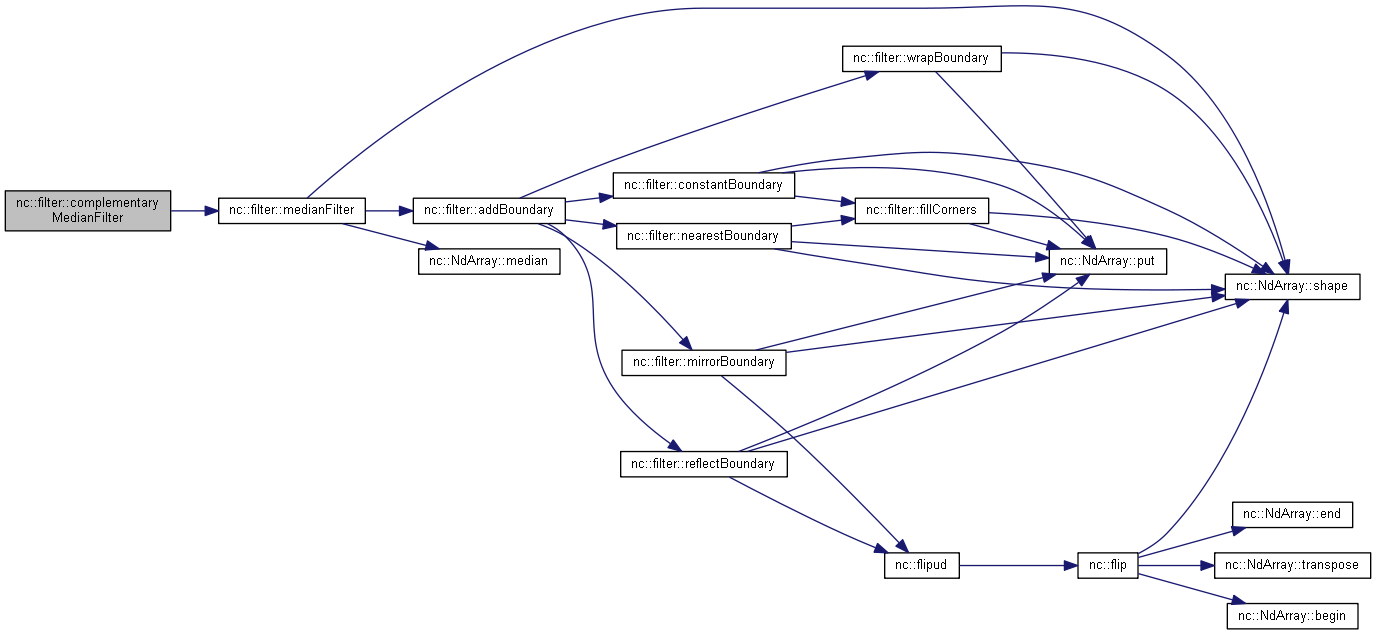 nc::filter::complementary
MedianFilter
nc::filter::medianFilter
nc::filter::addBoundary
nc::NdArray::median
nc::filter::wrapBoundary
nc::filter::constantBoundary
nc::filter::nearestBoundary
nc::filter::fillCorners
nc::NdArray::put
nc::NdArray::shape
nc::filter::mirrorBoundary
nc::filter::reflectBoundary
nc::flipud
nc::flip
nc::NdArray::end
nc::NdArray::transpose
nc::NdArray::begin